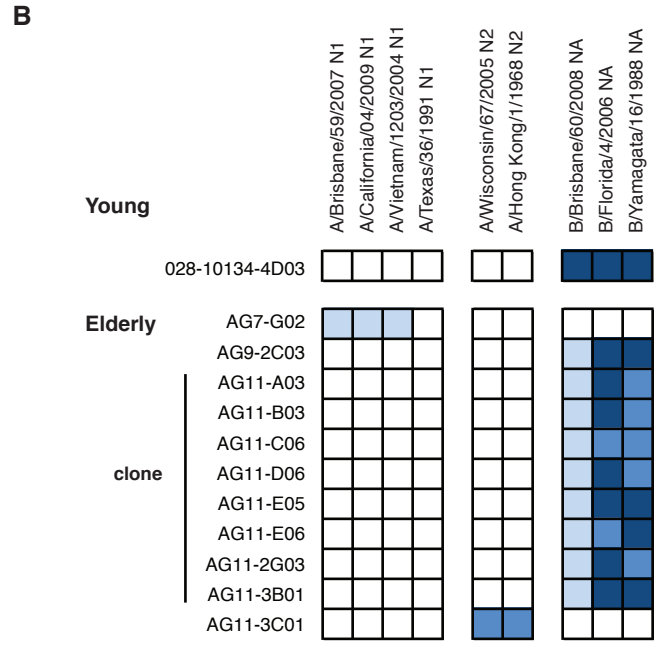 B
A/Brisbane/59/2007 N1
A/California/04/2009 N1
A/Vietnam/1203/2004 N1
A/Texas/36/1991 N1
A/Wisconsin/67/2005 N2
A/Hong Kong/1/1968 N2
B/Brisbane/60/2008 NA
B/Florida/4/2006 NA
B/Yamagata/16/1988 NA
Young
028-10134-4D03
Elderly
AG7-G02
AG9-2C03
AG11-A03
AG11-B03
AG11-C06
clone
AG11-D06
AG11-E05
AG11-E06
AG11-2G03
AG11-3B01
AG11-3C01